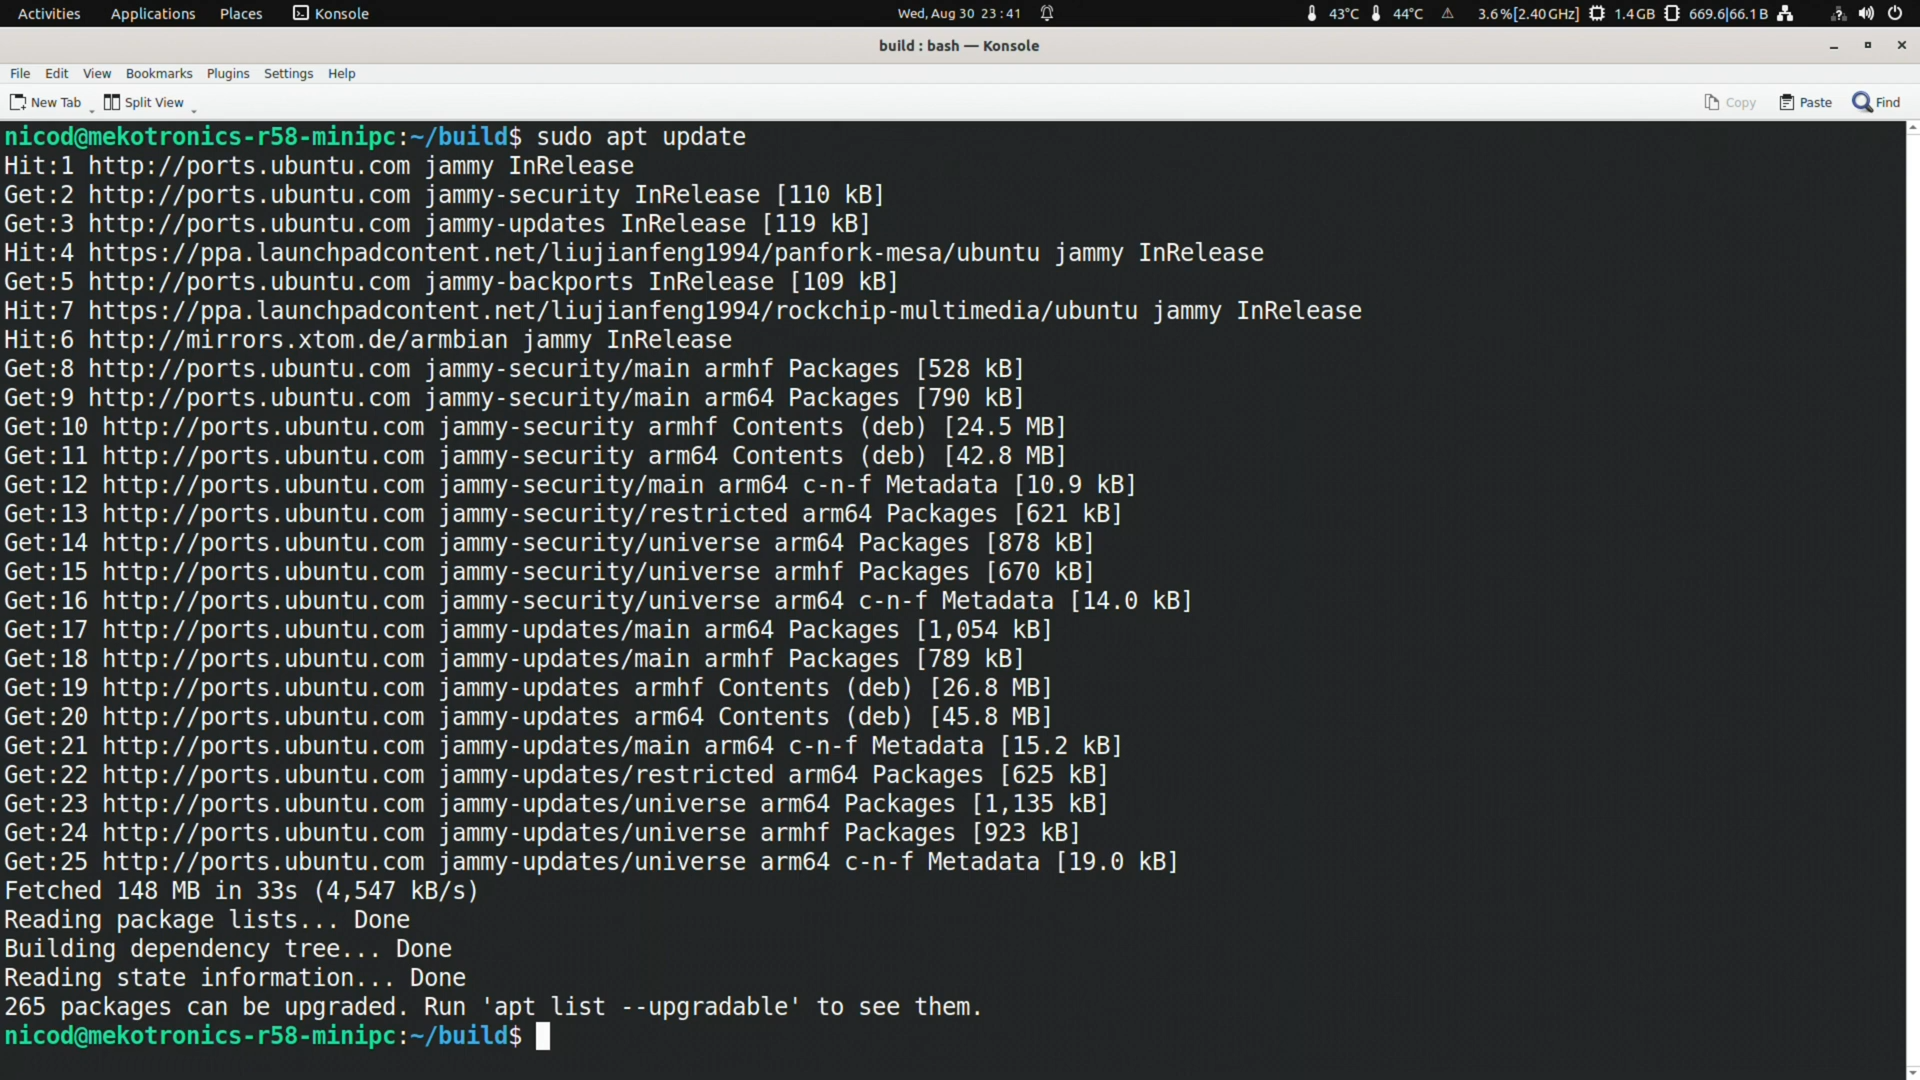 Activities Applications Places Konsole Wed, Aug 30 23:41 43°C 44°C 3.6%[2.40 GHz] 1.4 GB 669.6|66.1 B
build : bash — Konsole
File Edit View Bookmarks Plugins Settings Help
New Tab Split View Copy Paste Find
nicod@mekotronics-r58-minipc:~/build$ sudo apt update
Hit:1 http://ports.ubuntu.com jammy InRelease
Get:2 http://ports.ubuntu.com jammy-security InRelease [110 kB]
Get:3 http://ports.ubuntu.com jammy-updates InRelease [119 kB]
Hit:4 https://ppa.launchpadcontent.net/liujianfeng1994/panfork-mesa/ubuntu jammy InRelease
Get:5 http://ports.ubuntu.com jammy-backports InRelease [109 kB]
Hit:7 https://ppa.launchpadcontent.net/liujianfeng1994/rockchip-multimedia/ubuntu jammy InRelease
Hit:6 http://mirrors.xtom.de/armbian jammy InRelease
Get:8 http://ports.ubuntu.com jammy-security/main armhf Packages [528 kB]
Get:9 http://ports.ubuntu.com jammy-security/main arm64 Packages [790 kB]
Get:10 http://ports.ubuntu.com jammy-security armhf Contents (deb) [24.5 MB]
Get:11 http://ports.ubuntu.com jammy-security arm64 Contents (deb) [42.8 MB]
Get:12 http://ports.ubuntu.com jammy-security/main arm64 c-n-f Metadata [10.9 kB]
Get:13 http://ports.ubuntu.com jammy-security/restricted arm64 Packages [621 kB]
Get:14 http://ports.ubuntu.com jammy-security/universe arm64 Packages [878 kB]
Get:15 http://ports.ubuntu.com jammy-security/universe armhf Packages [670 kB]
Get:16 http://ports.ubuntu.com jammy-security/universe arm64 c-n-f Metadata [14.0 kB]
Get:17 http://ports.ubuntu.com jammy-updates/main arm64 Packages [1,054 kB]
Get:18 http://ports.ubuntu.com jammy-updates/main armhf Packages [789 kB]
Get:19 http://ports.ubuntu.com jammy-updates armhf Contents (deb) [26.8 MB]
Get:20 http://ports.ubuntu.com jammy-updates arm64 Contents (deb) [45.8 MB]
Get:21 http://ports.ubuntu.com jammy-updates/main arm64 c-n-f Metadata [15.2 kB]
Get:22 http://ports.ubuntu.com jammy-updates/restricted arm64 Packages [625 kB]
Get:23 http://ports.ubuntu.com jammy-updates/universe arm64 Packages [1,135 kB]
Get:24 http://ports.ubuntu.com jammy-updates/universe armhf Packages [923 kB]
Get:25 http://ports.ubuntu.com jammy-updates/universe arm64 c-n-f Metadata [19.0 kB]
Fetched 148 MB in 33s (4,547 kB/s)
Reading package lists... Done
Building dependency tree... Done
Reading state information... Done
265 packages can be upgraded. Run 'apt list --upgradable' to see them.
nicod@mekotronics-r58-minipc:~/build$